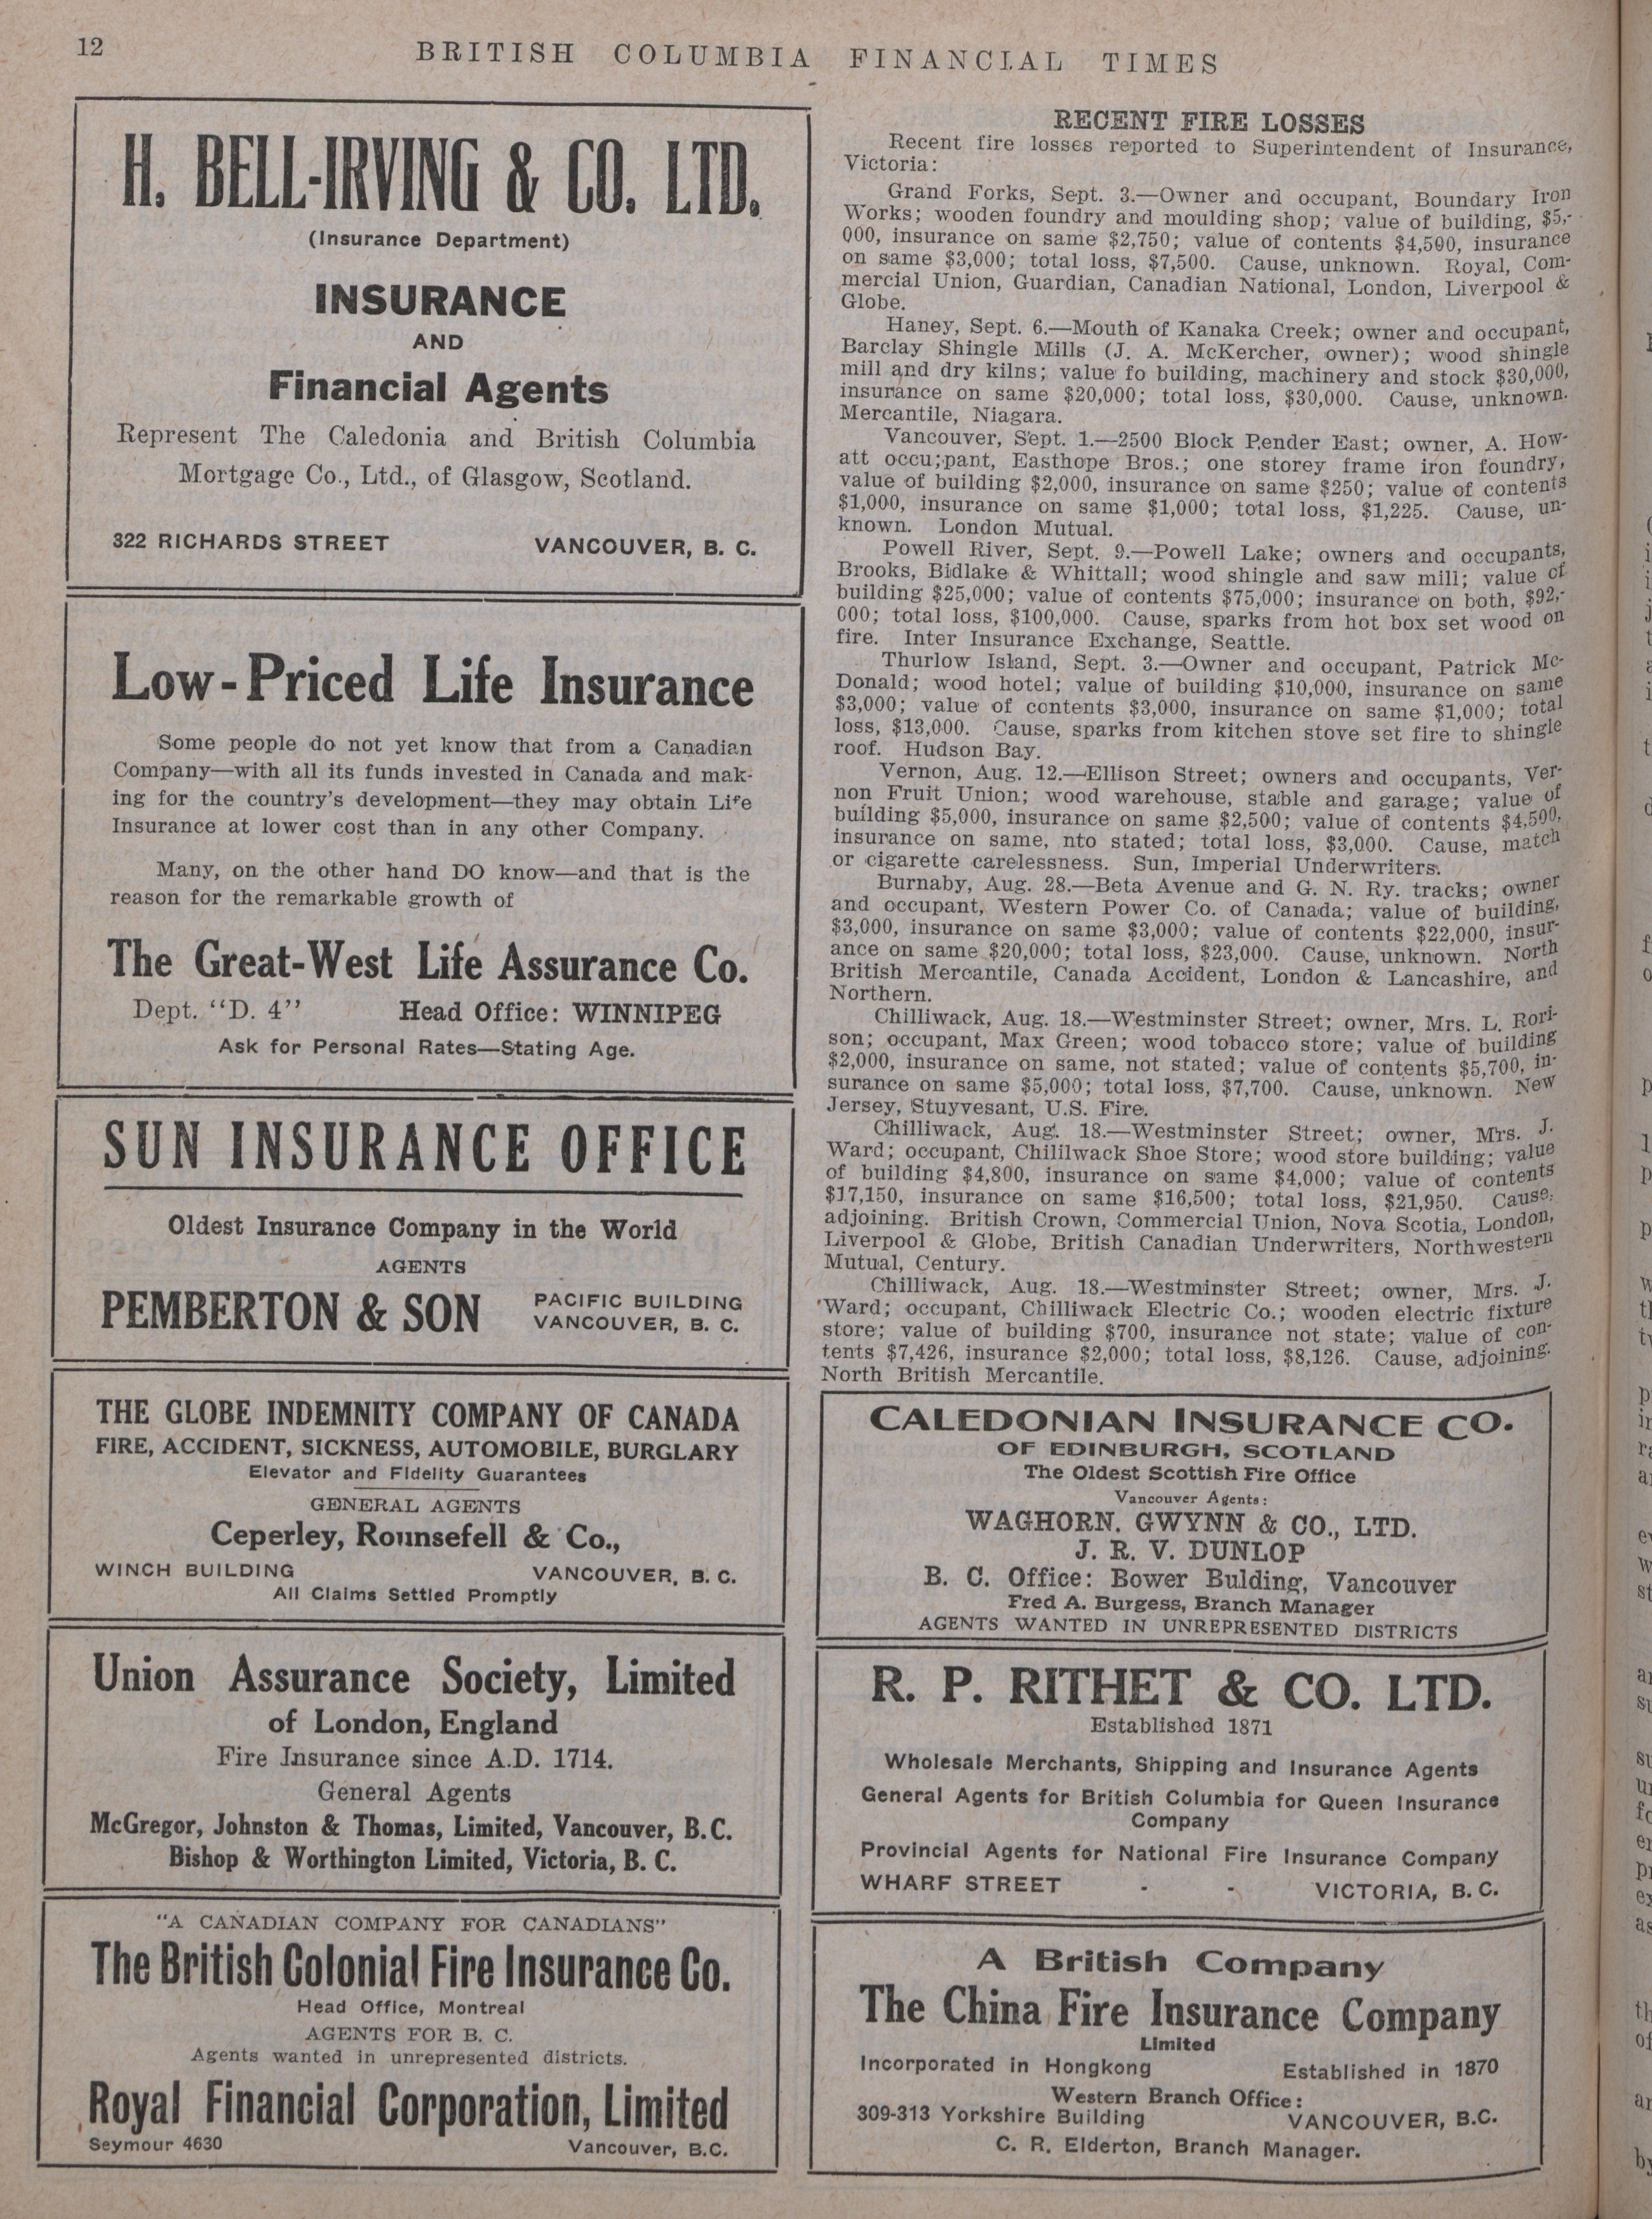 12
BRITISH COLUMBIA FINANCIAL TIMES
H. BELL-IRVING & CO. LTD.
(Insurance Department)
INSURANCE
AND
Financial Agents
Represent The Caledonia and British Columbia
Mortgage Co., Ltd., of Glasgow, Scotland.
322 RICHARDS STREET VANCOUVER, B. C.
Low-Priced Life Insurance
Some people do not yet know that from a Canadian
Company—with all its funds invested in Canada and mak-
ing for the country's development—they may obtain Life
Insurance at lower cost than in any other Company.
Many, on the other hand DO know—and that is the
reason for the remarkable growth of
The Great-West Life Assurance Co.
Dept. "D. 4" Head Office: WINNIPEG
Ask for Personal Rates—Stating Age.
SUN INSURANCE OFFICE
Oldest Insurance Company in the World
AGENTS
PEMBERTON & SON PACIFIC BUILDING
VANCOUVER, B. C.
THE GLOBE INDEMNITY COMPANY OF CANADA
FIRE, ACCIDENT, SICKNESS, AUTOMOBILE, BURGLARY
Elevator and Fidelity Guarantees
GENERAL AGENTS
Ceperley, Rounsefell & Co.,
WINCH BUILDING VANCOUVER, B. C.
All Claims Settled Promptly
Union Assurance Society, Limited
of London, England
Fire Insurance since A.D. 1714.
General Agents
McGregor, Johnston & Thomas, Limited, Vancouver, B.C.
Bishop & Worthington Limited, Victoria, B. C.
"A CANADIAN COMPANY FOR CANADIANS"
The British Colonial Fire Insurance Co.
Head Office, Montreal
AGENTS FOR B. C.
Agents wanted in unrepresented districts.
Royal Financial Corporation, Limited
Seymour 4630 Vancouver, B.C.
RECENT FIRE LOSSES
Recent fire losses reported to Superintendent of Insurance,
Victoria:
Grand Forks, Sept. 3.—Owner and occupant, Boundary Iron
Works; wooden foundry and moulding shop; value of building, $5,-
000, insurance on same $2,750; value of contents $4,500, insurance
on same $3,000; total loss, $7,500. Cause, unknown. Royal, Com-
mercial Union, Guardian, Canadian National, London, Liverpool &
Globe.
Haney, Sept. 6.—Mouth of Kanaka Creek; owner and occupant,
Barclay Shingle Mills (J. A. McKercher, owner); wood shingle
mill and dry kilns; value fo building, machinery and stock $30,000,
insurance on same $20,000; total loss, $30,000. Cause, unknown.
Mercantile, Niagara.
Vancouver, Sept. 1.—2500 Block Pender East; owner, A. How-
att occu;pant, Easthope Bros.; one storey frame iron foundry,
value of building $2,000, insurance on same $250; value of contents
$1,000, insurance on same $1,000; total loss, $1,225. Cause, un-
known. London Mutual.
Powell River, Sept. 9.—Powell Lake; owners and occupants,
Brooks, Bidlake & Whittall; wood shingle and saw mill; value of
building $25,000; value of contents $75,000; insurance on both, $92,-
000; total loss, $100,000. Cause, sparks from hot box set wood on
fire. Inter Insurance Exchange, Seattle.
Thurlow Island, Sept. 3.—Owner and occupant, Patrick Mc-
Donald; wood hotel; value of building $10,000, insurance on same
$3,000; value of contents $3,000, insurance on same $1,000; total
loss, $13,000. Cause, sparks from kitchen stove set fire to shingle
roof. Hudson Bay.
Vernon, Aug. 12.—Ellison Street; owners and occupants, Ver-
non Fruit Union; wood warehouse, stable and garage; value of
building $5,000, insurance on same $2,500; value of contents $4,500,
insurance on same, nto stated; total loss, $3,000. Cause, match
or cigarette carelessness. Sun, Imperial Underwriters.
Burnaby, Aug. 28.—Beta Avenue and G. N. Ry. tracks; owner
and occupant, Western Power Co. of Canada; value of building,
$3,000, insurance on same $3,000; value of contents $22,000, insur-
ance on same $20,000; total loss, $23,000. Cause, unknown. North
British Mercantile, Canada Accident, London & Lancashire, and
Northern.
Chilliwack, Aug. 18.—Westminster Street; owner, Mrs. L. Rori-
son; occupant, Max Green; wood tobacco store; value of building
$2,000, insurance on same, not stated; value of contents $5,700, in-
surance on same $5,000; total loss, $7,700. Cause, unknown. New
Jersey, Stuyvesant, U.S. Fire.
Chilliwack, Aug. 18.—Westminster Street; owner, Mrs. J.
Ward; occupant, Chililwack Shoe Store; wood store building; value
of building $4,800, insurance on same $4,000; value of contents
$17,150, insurance on same $16,500; total loss, $21,950. Cause,
adjoining. British Crown, Commercial Union, Nova Scotia, London,
Liverpool & Globe, British Canadian Underwriters, Northwestern
Mutual, Century.
Chilliwack, Aug. 18.—Westminster Street; owner, Mrs. J.
Ward; occupant, Chilliwack Electric Co.; wooden electric fixture
store; value of building $700, insurance not state; value of con-
tents $7,426, insurance $2,000; total loss, $8,126. Cause, adjoining.
North British Mercantile.
CALEDONIAN INSURANCE CO.
OF EDINBURGH, SCOTLAND
The Oldest Scottish Fire Office
Vancouver Agents:
WAGHORN, GWYNN & CO., LTD.
J. R. V. DUNLOP
B. C. Office: Bower Bulding, Vancouver
Fred A. Burgess, Branch Manager
AGENTS WANTED IN UNREPRESENTED DISTRICTS
R. P. RITHET & CO. LTD.
Established 1871
Wholesale Merchants, Shipping and Insurance Agents
General Agents for British Columbia for Queen Insurance
Company
Provincial Agents for National Fire Insurance Company
WHARF STREET - - VICTORIA, B. C.
A British Company
The China Fire Insurance Company
Limited
Incorporated in Hongkong Established in 1870
Western Branch Office:
309-313 Yorkshire Building VANCOUVER, B.C.
C. R. Elderton, Branch Manager.